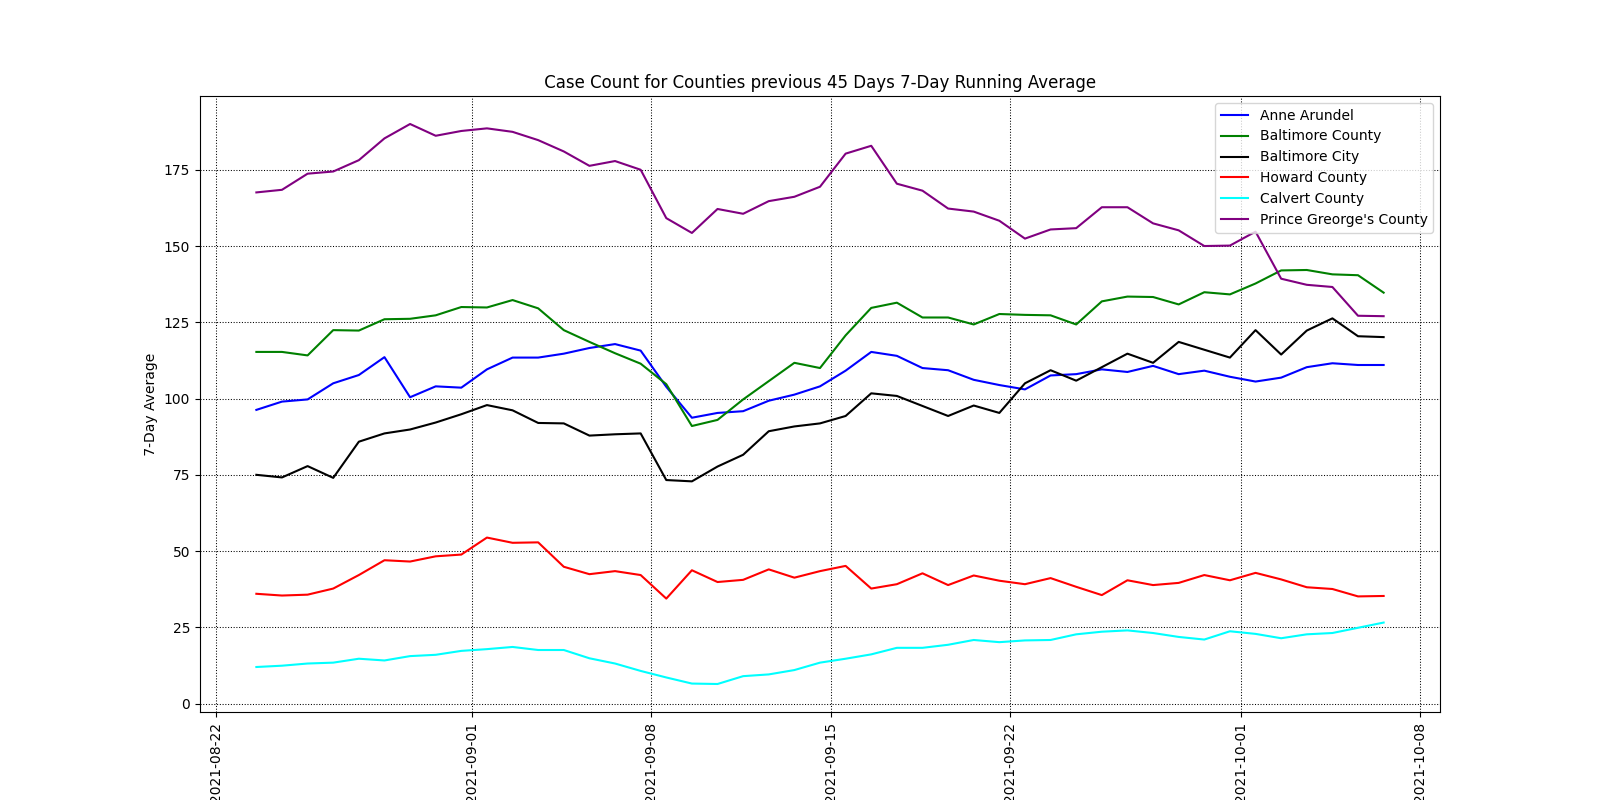 Case Count for Counties previous 45 Days 7-Day Running Average
Anne Arundel
Baltimore County
Baltimore City
Howard County
Calvert County
Prince Greorge's County
7-Day Average
175
150
125
100
75
50
25
0
2021-08-22
2021-09-01
2021-09-08
2021-09-15
2021-09-22
2021-10-01
2021-10-08